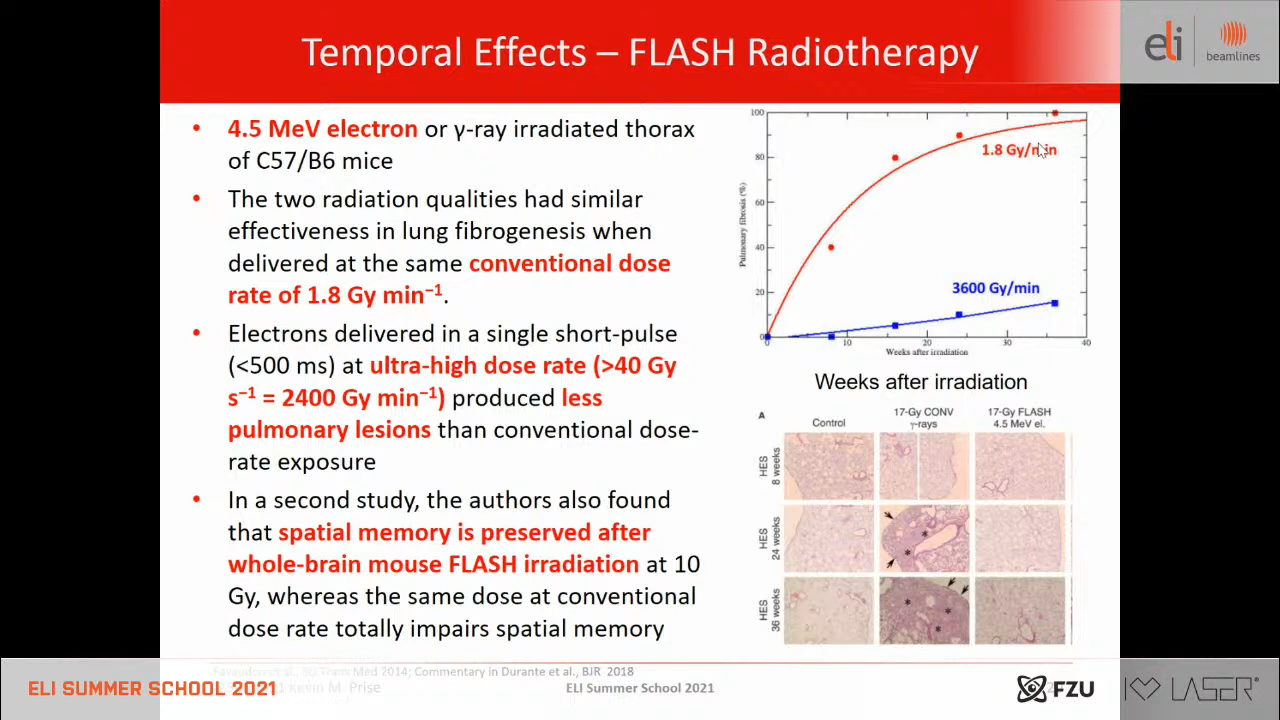 Temporal Effects – FLASH Radiotherapy
eli
beamlines
• 4.5 MeV electron or γ-ray irradiated thorax
of C57/B6 mice
• The two radiation qualities had similar
effectiveness in lung fibrogenesis when
delivered at the same conventional dose
rate of 1.8 Gy min⁻¹.
• Electrons delivered in a single short-pulse
(<500 ms) at ultra-high dose rate (>40 Gy
s⁻¹ = 2400 Gy min⁻¹) produced less
pulmonary lesions than conventional dose-
rate exposure
• In a second study, the authors also found
that spatial memory is preserved after
whole-brain mouse FLASH irradiation at 10
Gy, whereas the same dose at conventional
dose rate totally impairs spatial memory
100
80
60
40
20
0
Pulmonary fibrosis (%)
1.8 Gy/min
3600 Gy/min
0 10 20 30 40
Weeks after irradiation
Weeks after irradiation
A
Control
17-Gy CONV
γ-rays
17-Gy FLASH
4.5 MeV el.
HES
8 weeks
HES
24 weeks
HES
36 weeks
Med 2014; Commentary in Durante et al., BJR 2018
M. Prise
ELI Summer School 2021
ELI SUMMER SCHOOL 2021
FZU
LASER